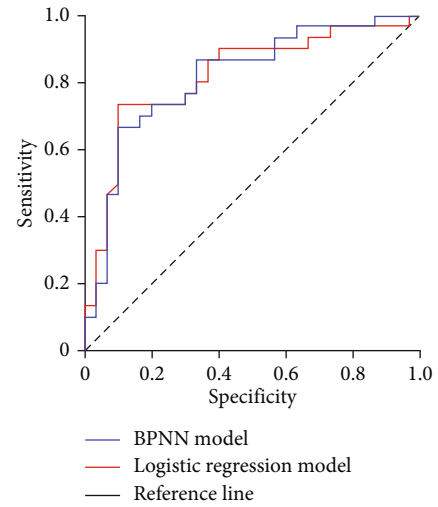 1.0
0.8
0.6
0.4
0.2
0
Sensitivity
0 0.2 0.4 0.6 0.8 1.0
Specificity
BPNN model
Logistic regression model
Reference line